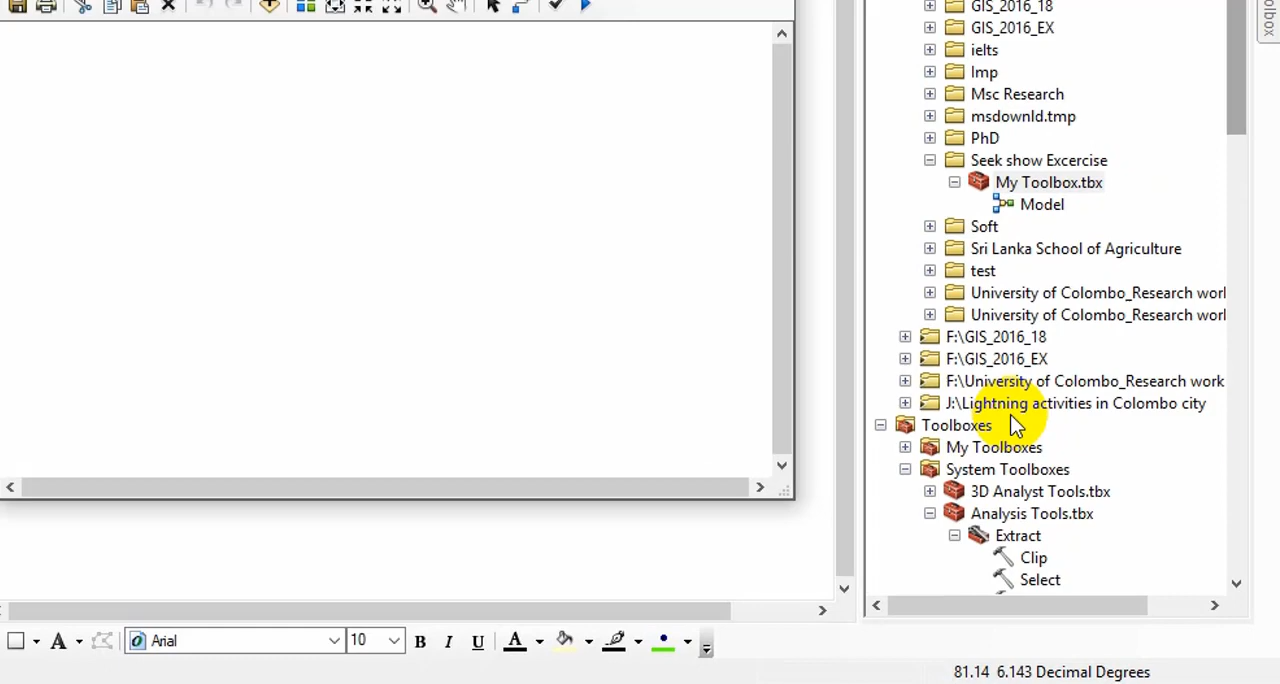 GIS_2016_18
GIS_2016_EX
ielts
Imp
Msc Research
msdownld.tmp
PhD
Seek show Excercise
My Toolbox.tbx
Model
Soft
Sri Lanka School of Agriculture
test
University of Colombo_Research worl
University of Colombo_Research worl
F:\GIS_2016_18
F:\GIS_2016_EX
F:\University of Colombo_Research work
J:\Lightning activities in Colombo city
Toolboxes
My Toolboxes
System Toolboxes
3D Analyst Tools.tbx
Analysis Tools.tbx
Extract
Clip
Select
olbox
A Arial 10 B I U A
81.14 6.143 Decimal Degrees